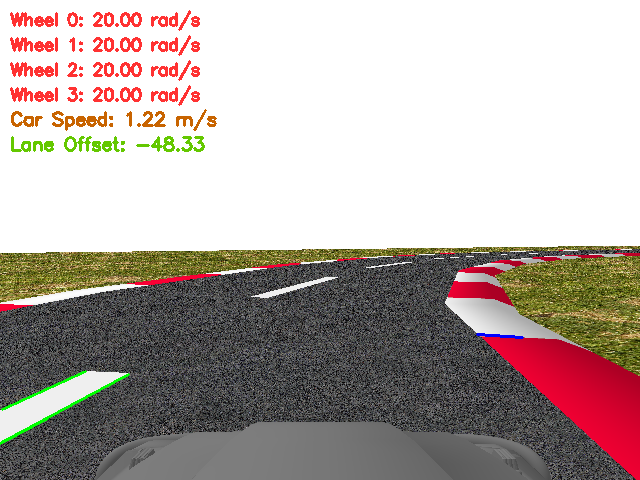 Wheel 0: 20.00 rad/s
Wheel 1: 20.00 rad/s
Wheel 2: 20.00 rad/s
Wheel 3: 20.00 rad/s
Car Speed: 1.22 m/s
Lane Offset: -48.33